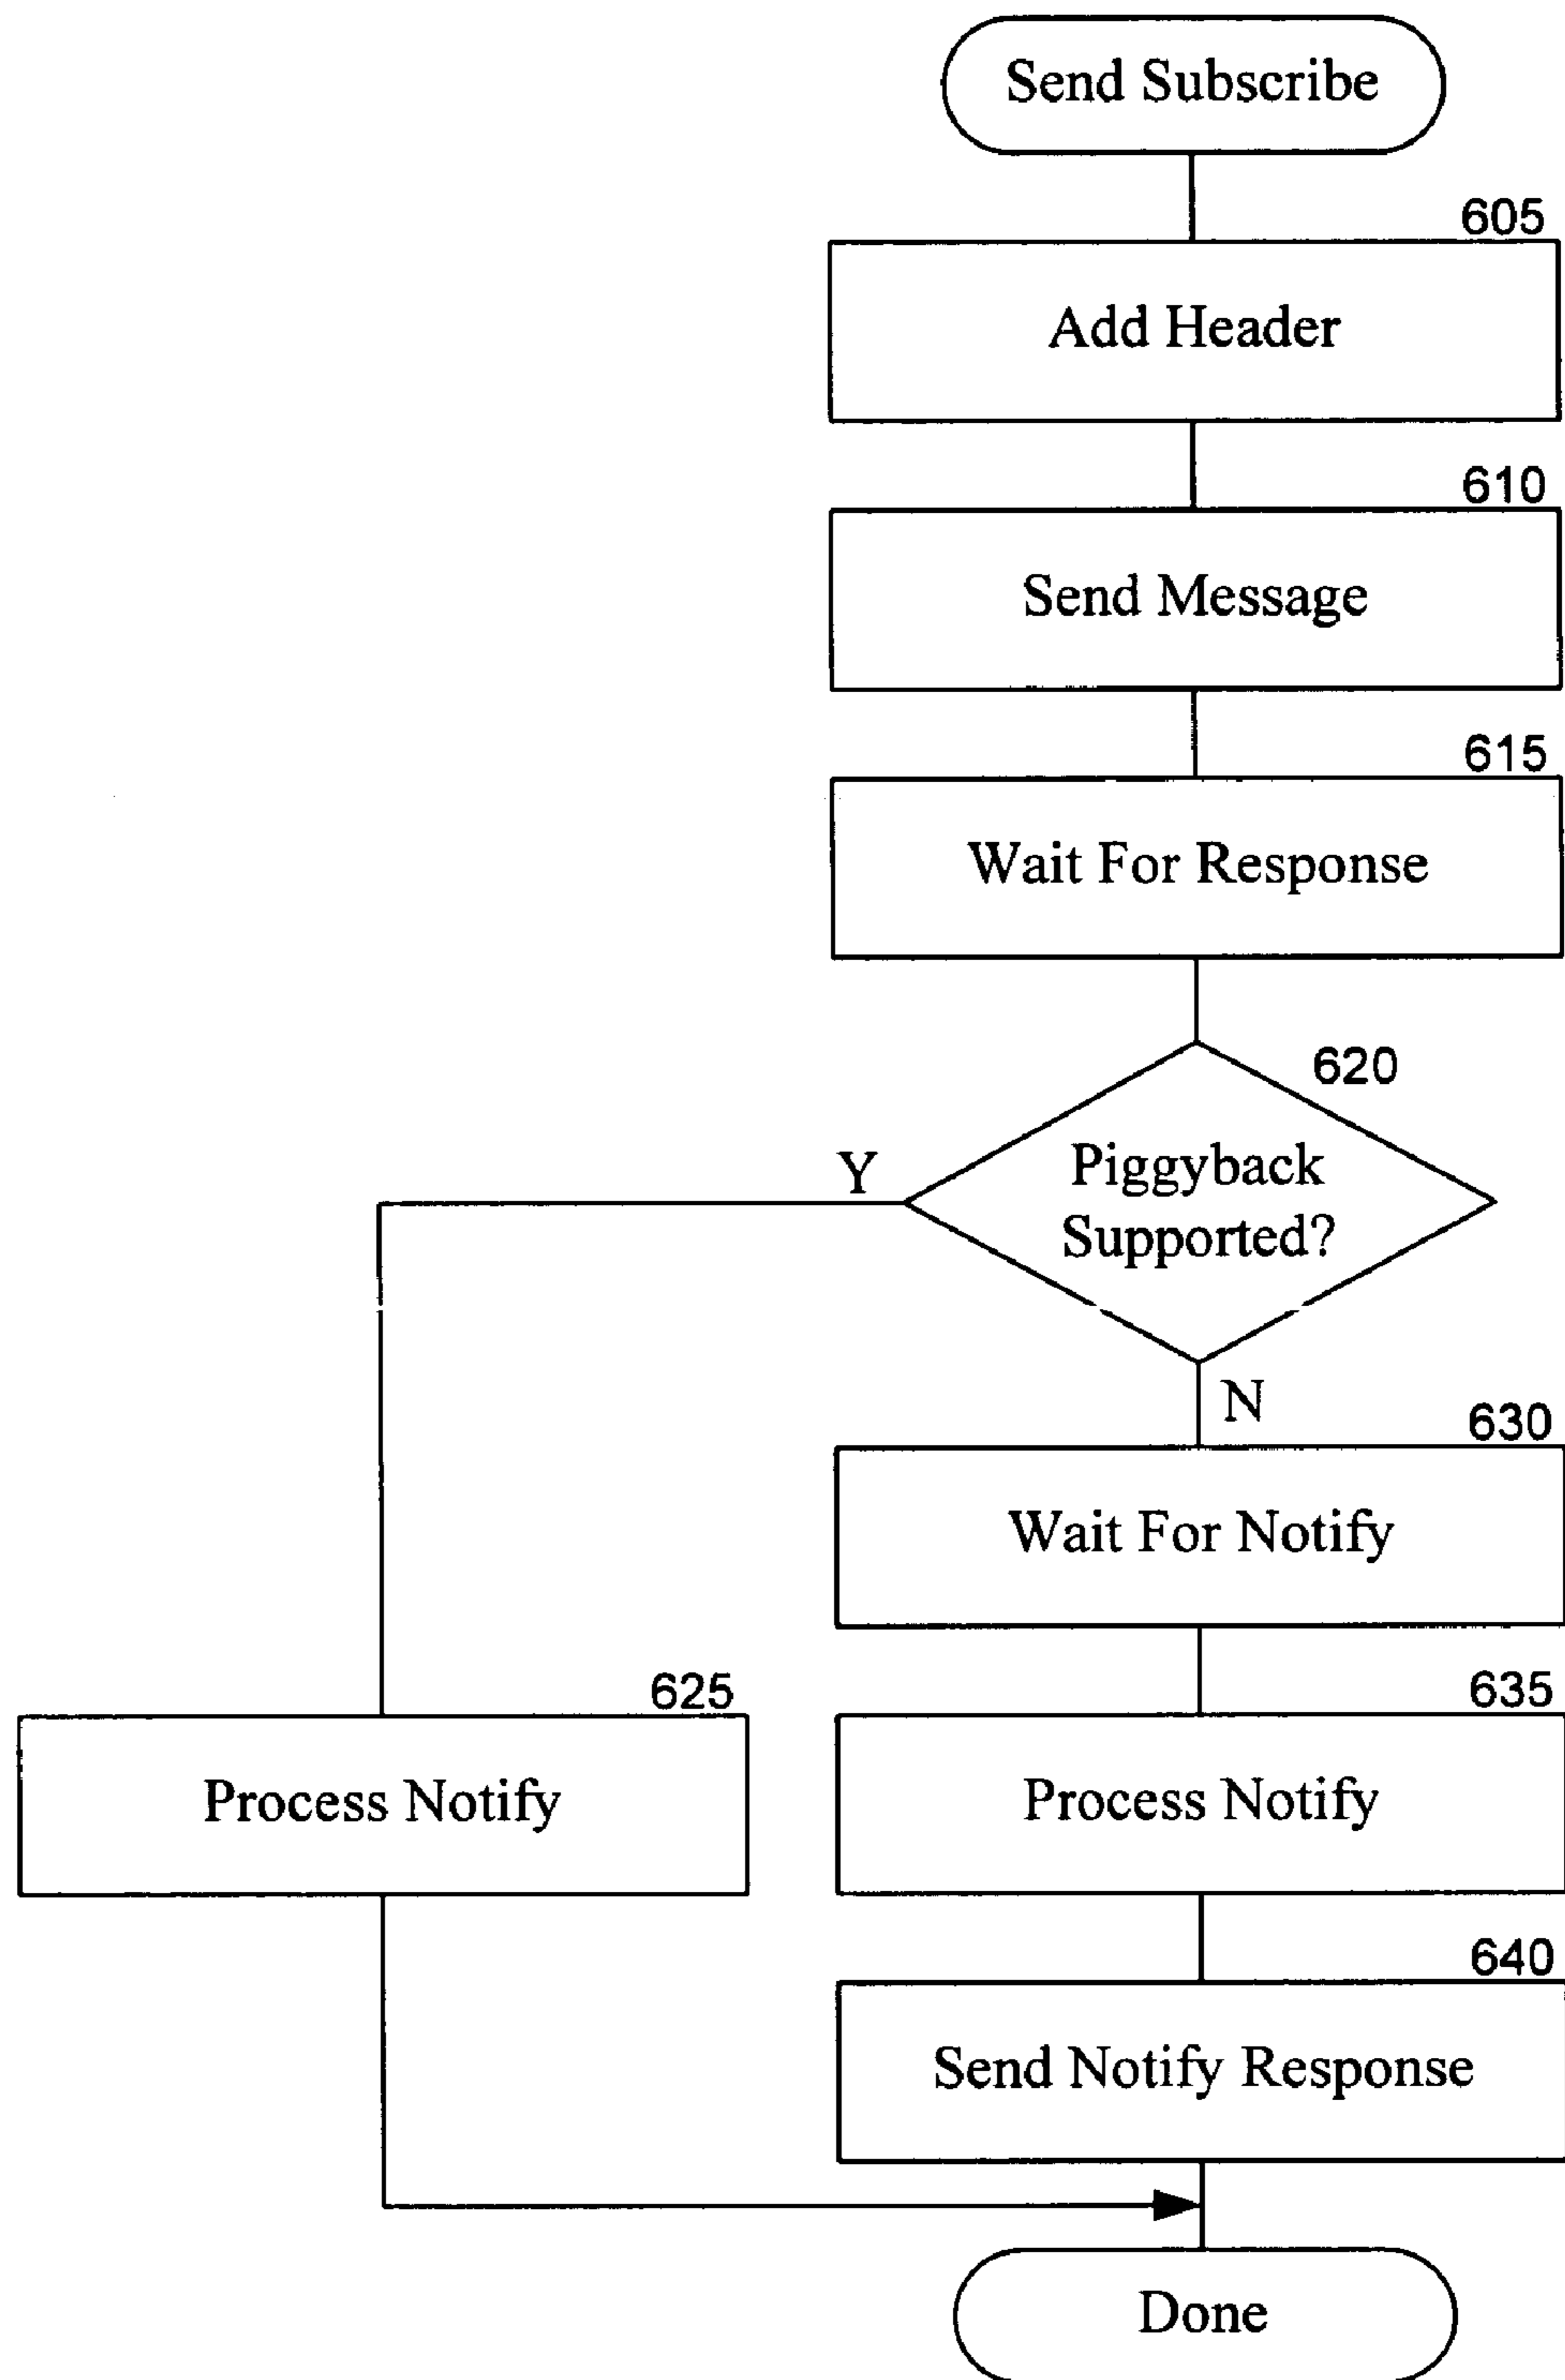 Send Subscribe
605
Add Header
610
Send Message
615
Wait For Response
620
Piggyback
Supported?
Y
N
630
Wait For Notify
625
Process Notify
635
Process Notify
640
Send Notify Response
Done